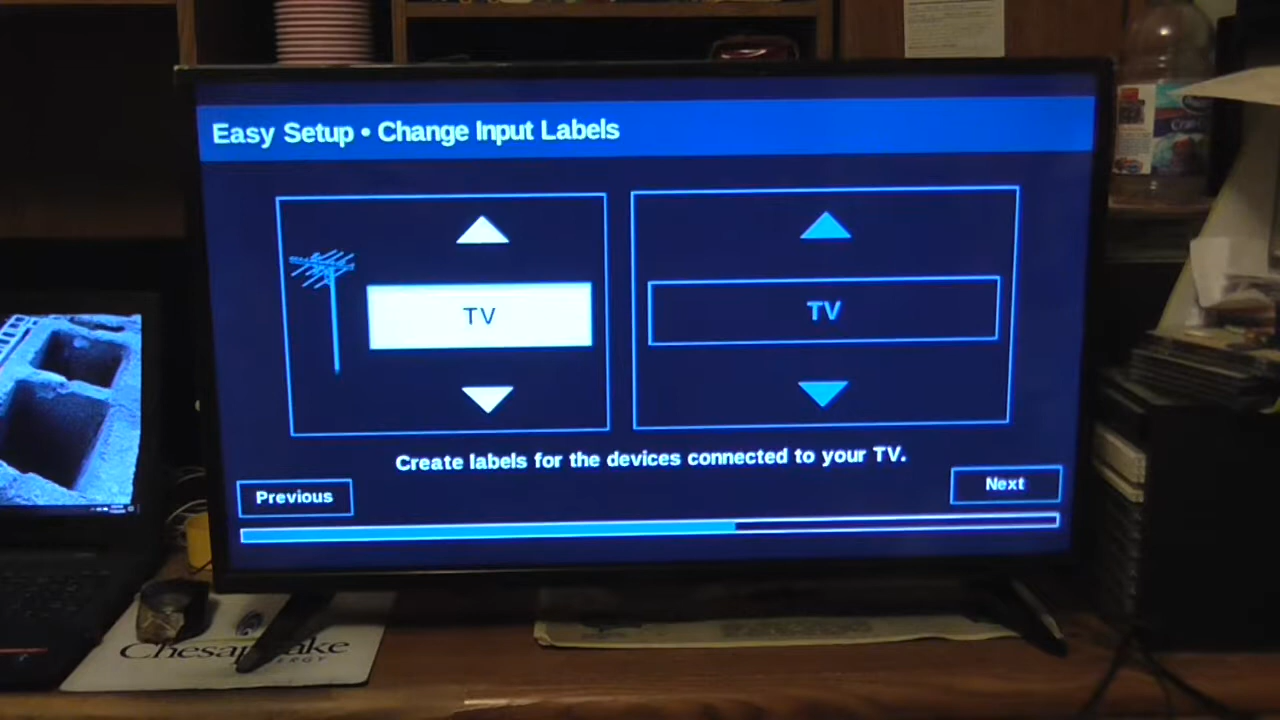 Easy Setup • Change Input Labels
TV
TV
Create labels for the devices connected to your TV.
Previous
Next
Chesapeake
ENERGY